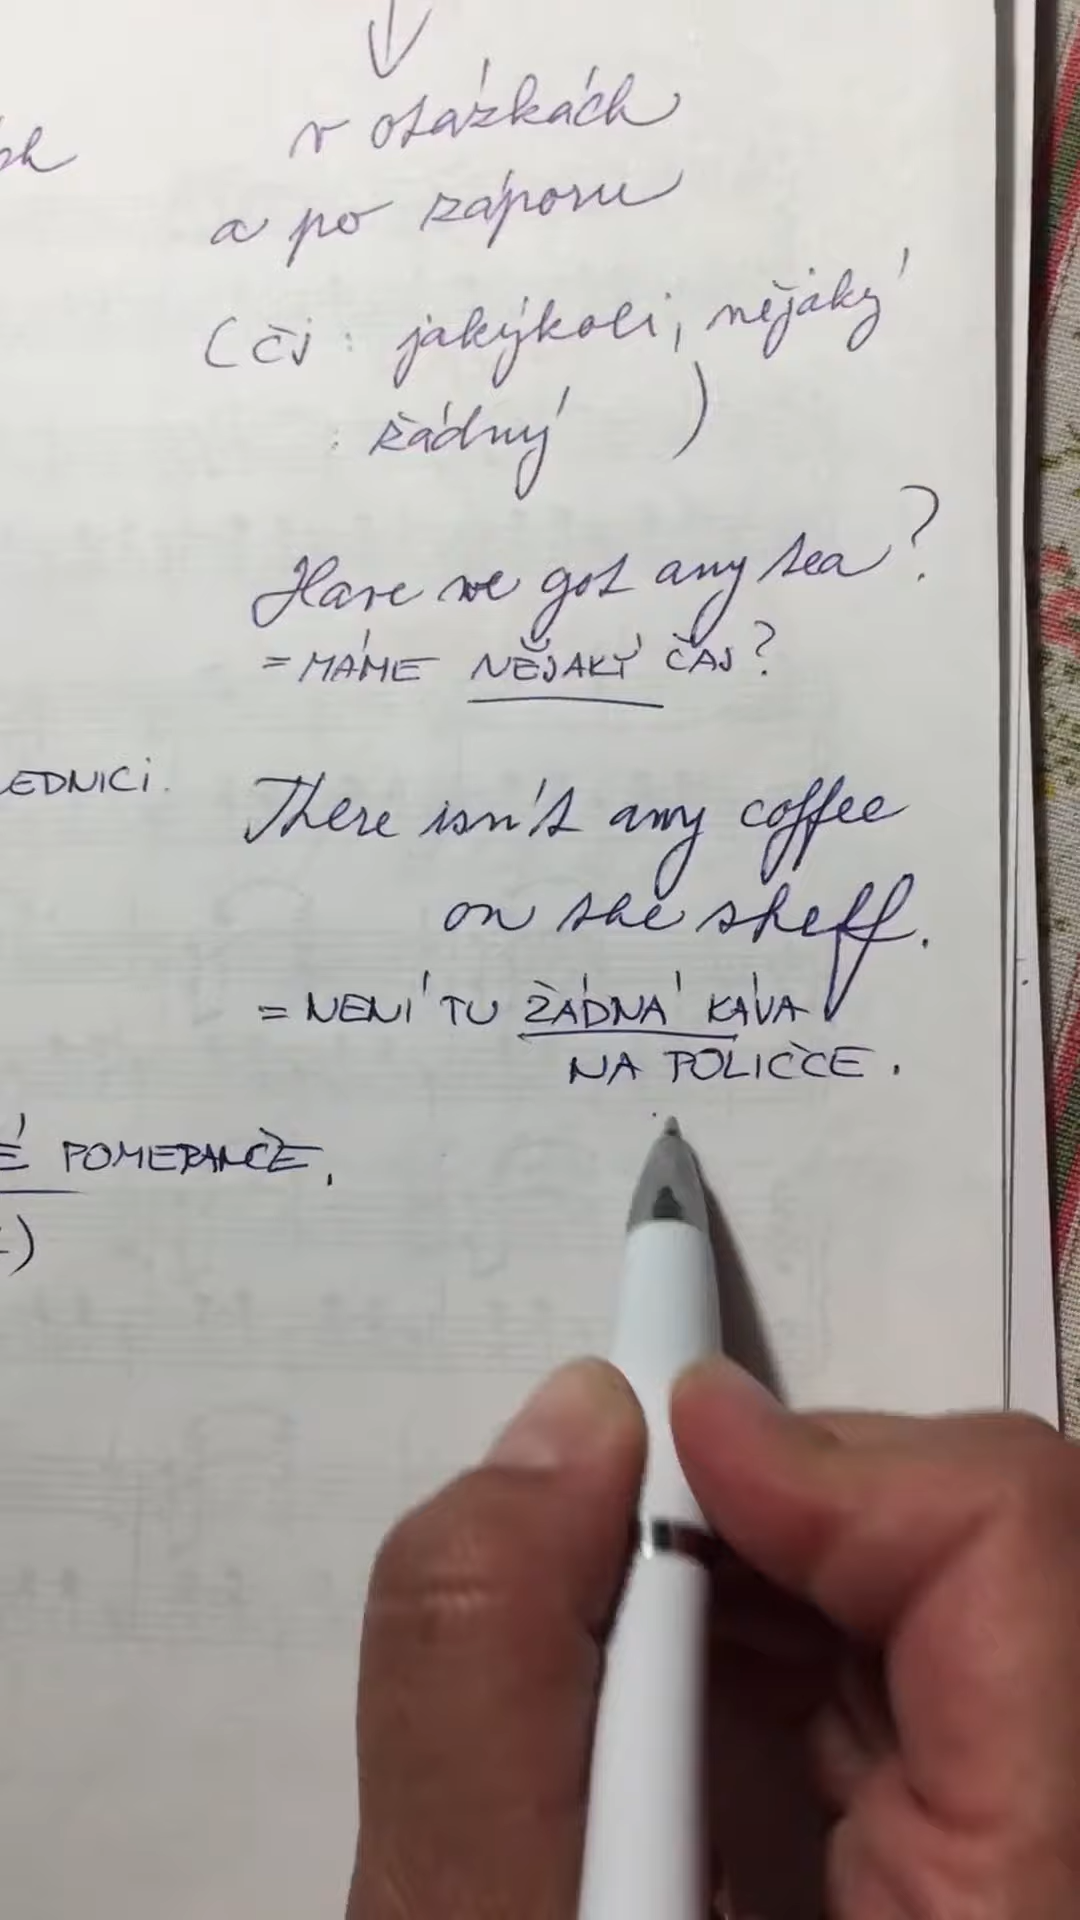 v otázkách
a po záporu
(čj: jakýkoli, nějaký
žádný )
Have we got any tea?
= MÁME NĚJAKÝ ČAJ?
EDNICI.
There isn't any coffee
on the shelf.
= NENÍ TU ŽÁDNÁ KÁVA
NA POLIČCE.
É POMERANČE.